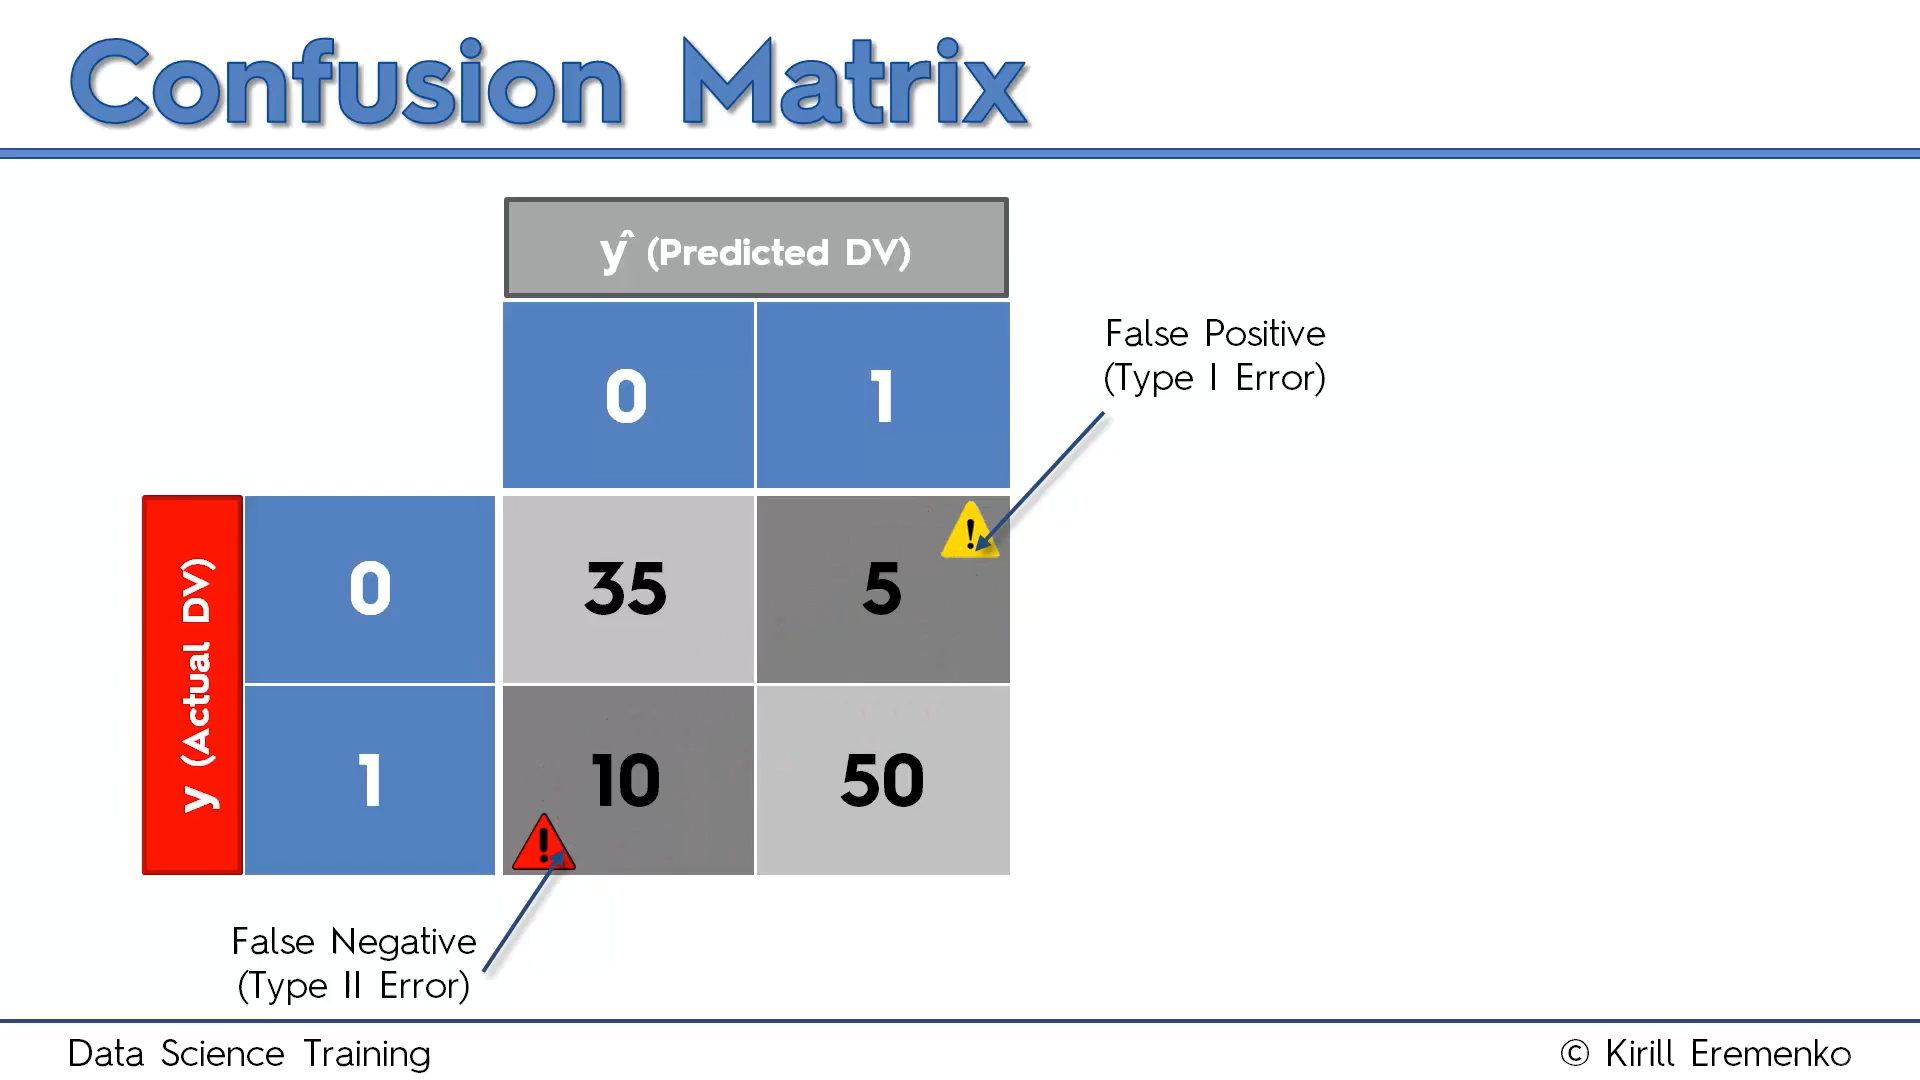 Confusion Matrix
ŷ (Predicted DV)
0 1
False Positive
(Type I Error)
y (Actual DV)
0 35 5
!
1 10 50
!
False Negative
(Type II Error)
Data Science Training
© Kirill Eremenko